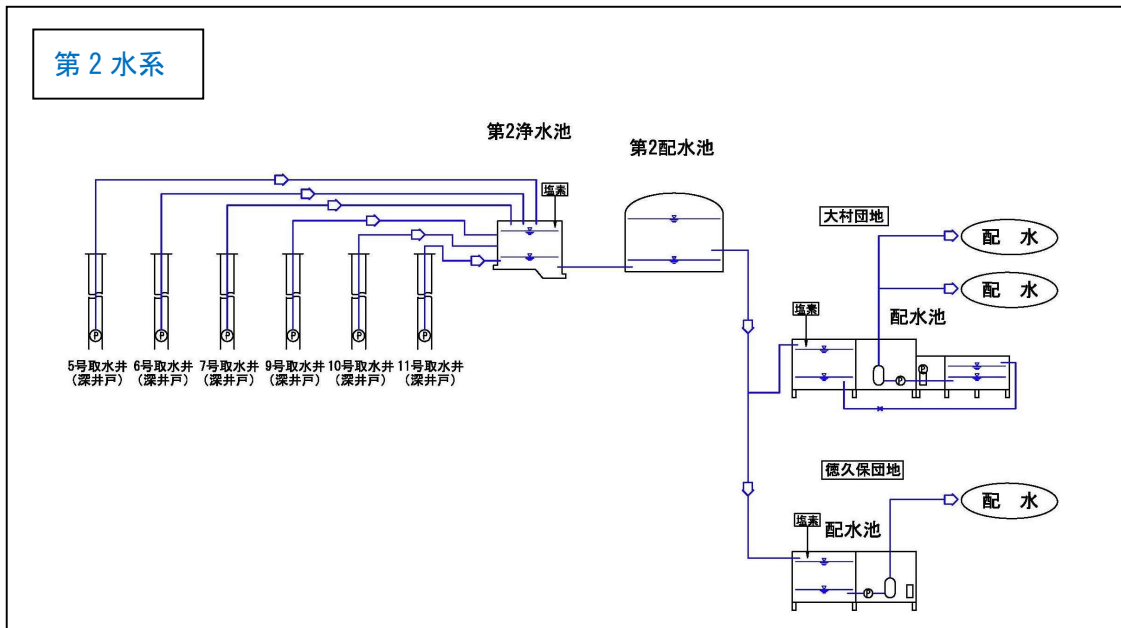 第2水系
第2浄水池
第2配水池
塩素
大村団地
配 水
配 水
塩素
配水池
P
P
P
P
P
P
P
P
5号取水井
(深井戸)
6号取水井
(深井戸)
7号取水井
(深井戸)
9号取水井
(深井戸)
10号取水井
(深井戸)
11号取水井
(深井戸)
徳久保団地
配 水
塩素
配水池
P